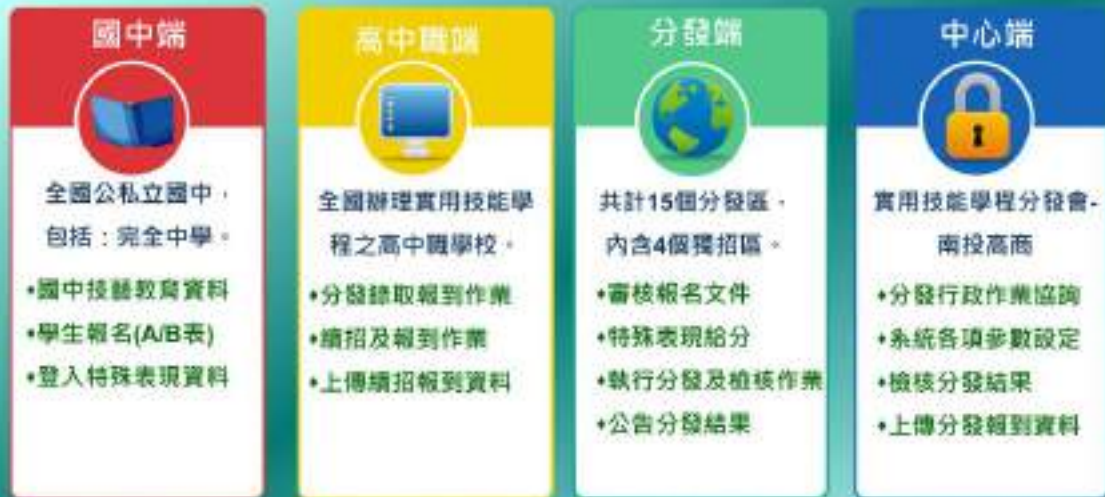 國中端
全國公私立國中，
包括：完全中學。
•國中技藝教育資料
•學生報名(A/B表)
•登入特殊表現資料
高中職端
全國辦理實用技能學
程之高中職學校。
•分發錄取報到作業
•續招及報到作業
•上傳續招報到資料
分發端
共計15個分發區，
內含4個獨招區。
•審核報名文件
•特殊表現給分
•執行分發及檢核作業
•公告分發結果
中心端
實用技能學程分發會-
南投高商
•分發行政作業協詢
•系統各項參數設定
•檢核分發結果
•上傳分發報到資料